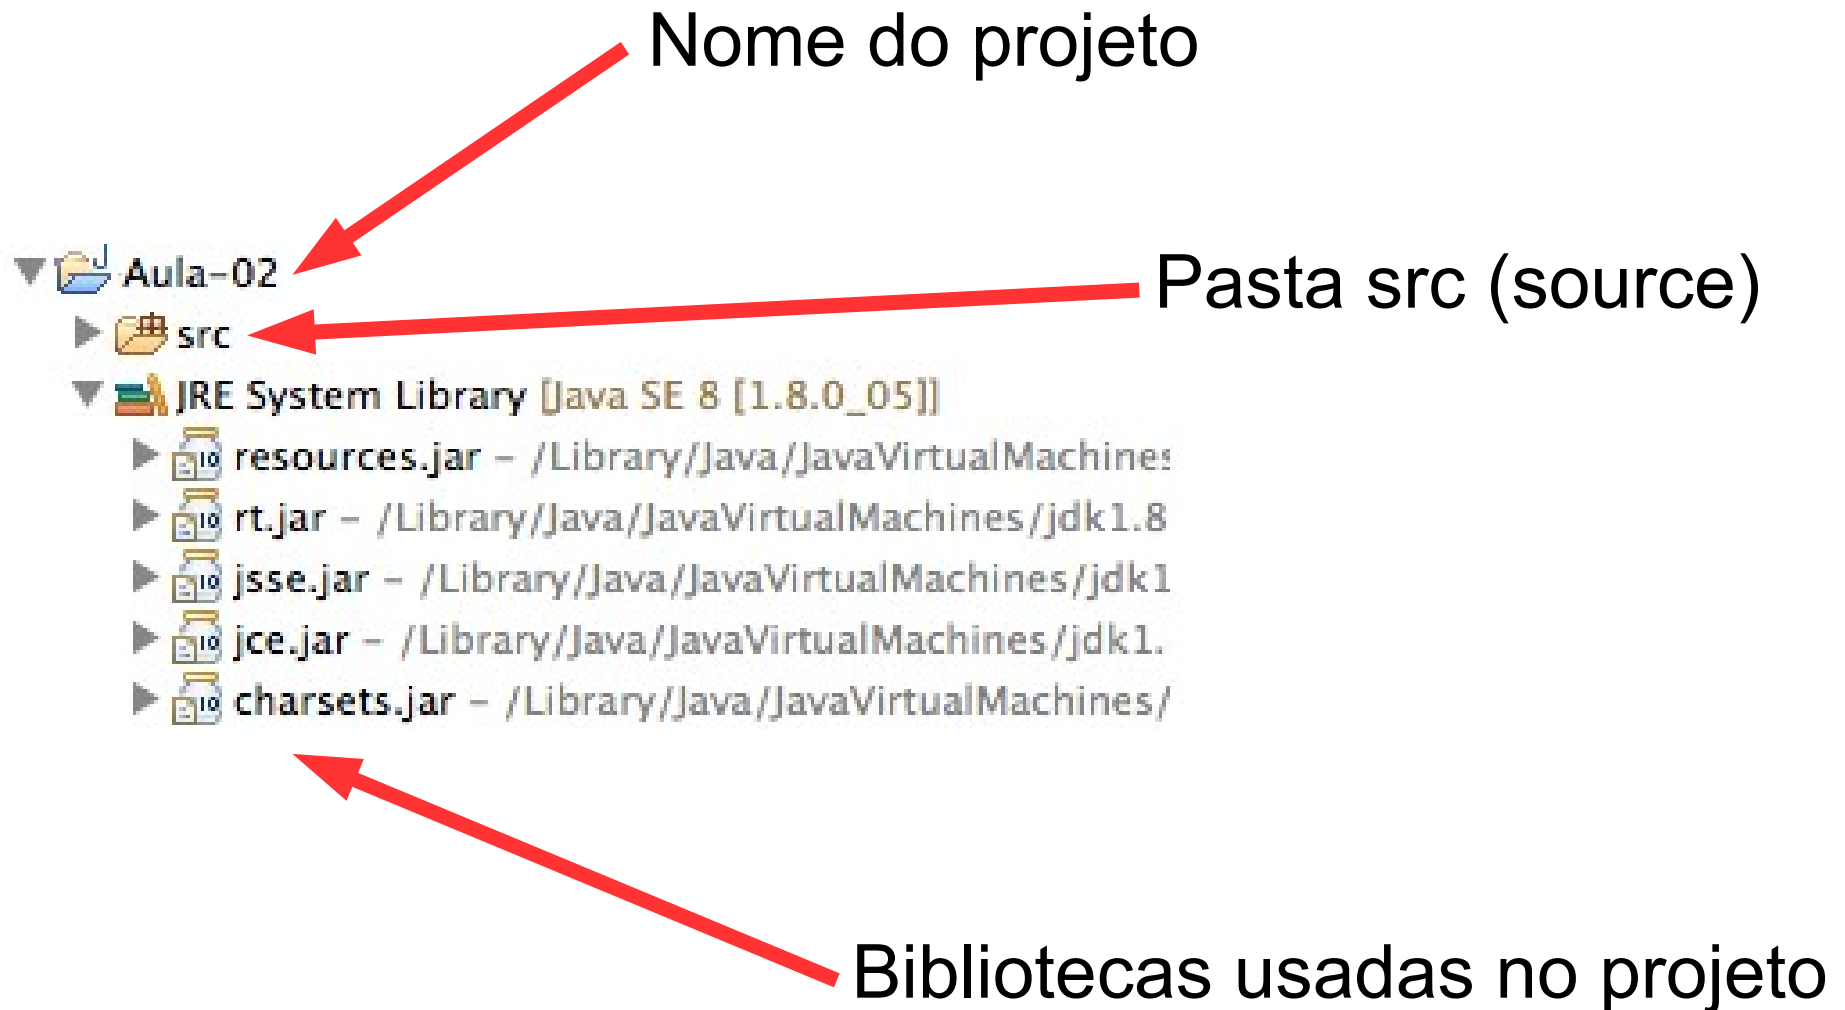 Nome do projeto
Aula-02
Pasta src (source)
src
JRE System Library [Java SE 8 [1.8.0_05]]
resources.jar - /Library/Java/JavaVirtualMachines
rt.jar - /Library/Java/JavaVirtualMachines/jdk1.8
jsse.jar - /Library/Java/JavaVirtualMachines/jdk1
jce.jar - /Library/Java/JavaVirtualMachines/jdk1.
charsets.jar - /Library/Java/JavaVirtualMachines/
Bibliotecas usadas no projeto